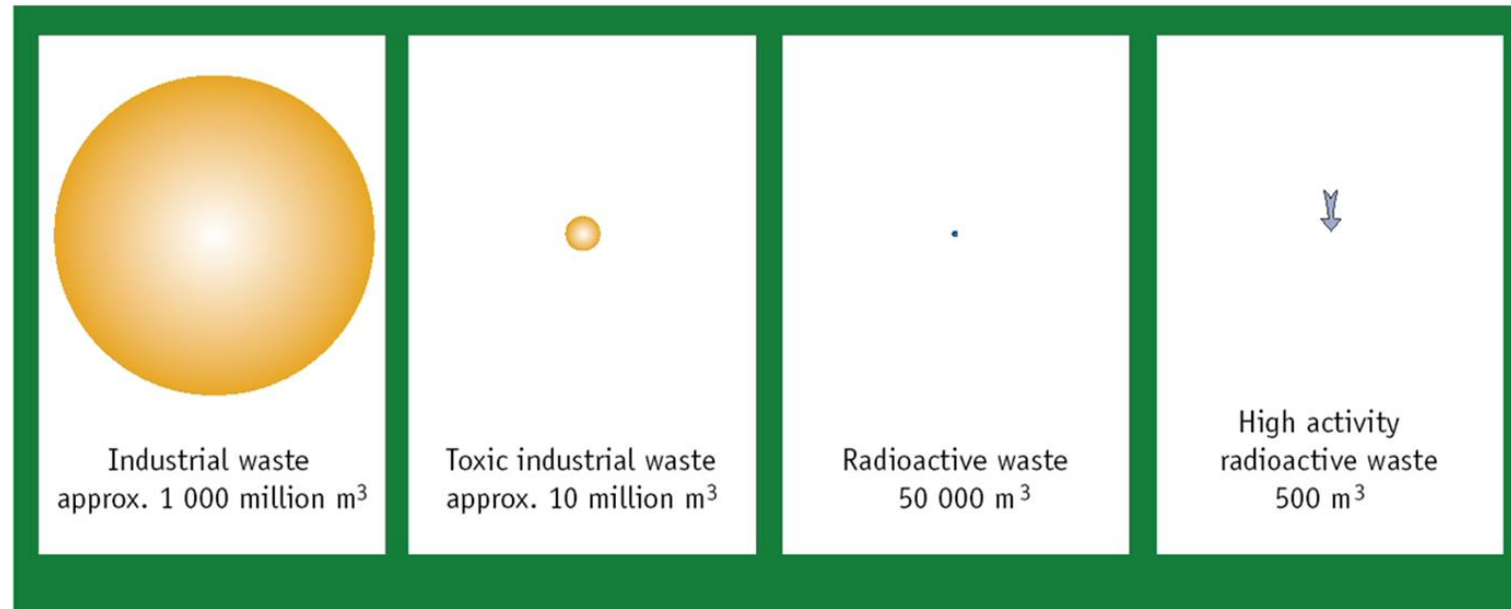 Industrial waste
approx. 1 000 million m³
Toxic industrial waste
approx. 10 million m³
Radioactive waste
50 000 m³
High activity
radioactive waste
500 m³